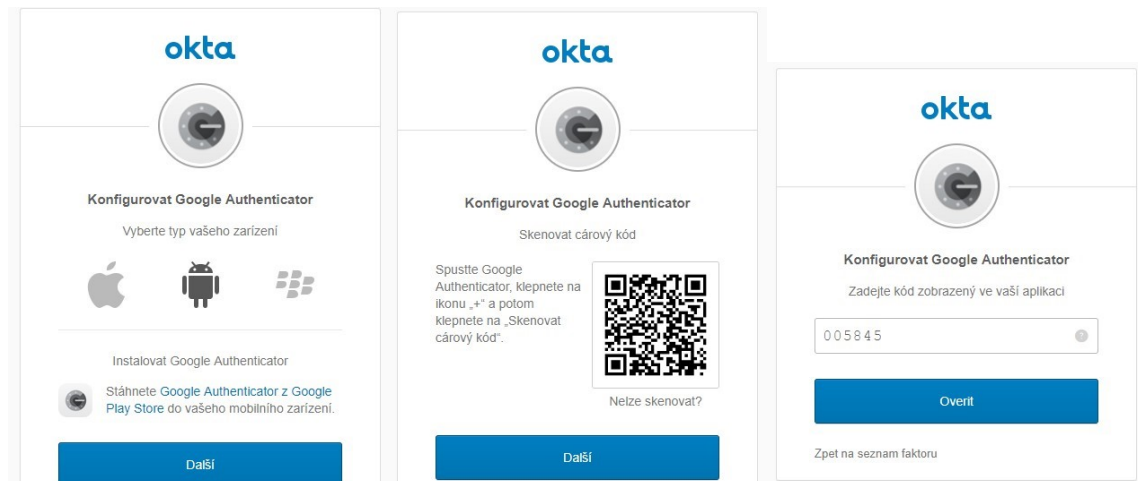 okta
Konfigurovat Google Authenticator
Vyberte typ vašeho zarízení
Instalovat Google Authenticator
Stáhnete Google Authenticator z Google
Play Store do vašeho mobilního zarízení.
Další
okta
Konfigurovat Google Authenticator
Skenovat cárový kód
Spustte Google
Authenticator, klepnete na
ikonu „+“ a potom
klepnete na „Skenovat
cárový kód“.
Nelze skenovat?
Další
okta
Konfigurovat Google Authenticator
Zadejte kód zobrazený ve vaší aplikaci
005845
?
Overit
Zpet na seznam faktoru